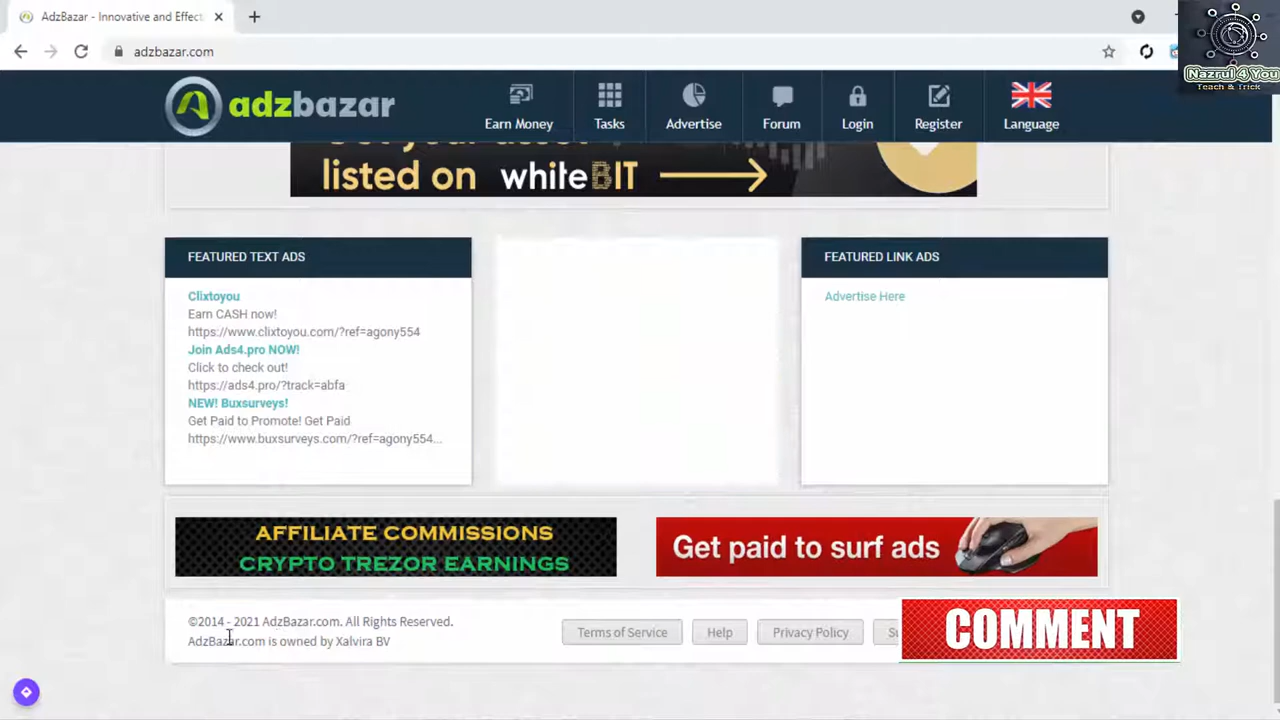 AdzBazar - Innovative and Effect
adzbazar.com
Nazrul 4 You
Teach & Trick
adzbazar
Earn Money
Tasks
Advertise
Forum
Login
Register
Language
listed on whiteBIT
FEATURED TEXT ADS
Clixtoyou
Earn CASH now!
https://www.clixtoyou.com/?ref=agony554
Join Ads4.pro NOW!
Click to check out!
https://ads4.pro/?track=abfa
NEW! Buxsurveys!
Get Paid to Promote! Get Paid
https://www.buxsurveys.com/?ref=agony554...
FEATURED LINK ADS
Advertise Here
AFFILIATE COMMISSIONS
CRYPTO TREZOR EARNINGS
Get paid to surf ads
©2014 - 2021 AdzBazar.com. All Rights Reserved.
AdzBazar.com is owned by Xalvira BV
Terms of Service
Help
Privacy Policy
COMMENT